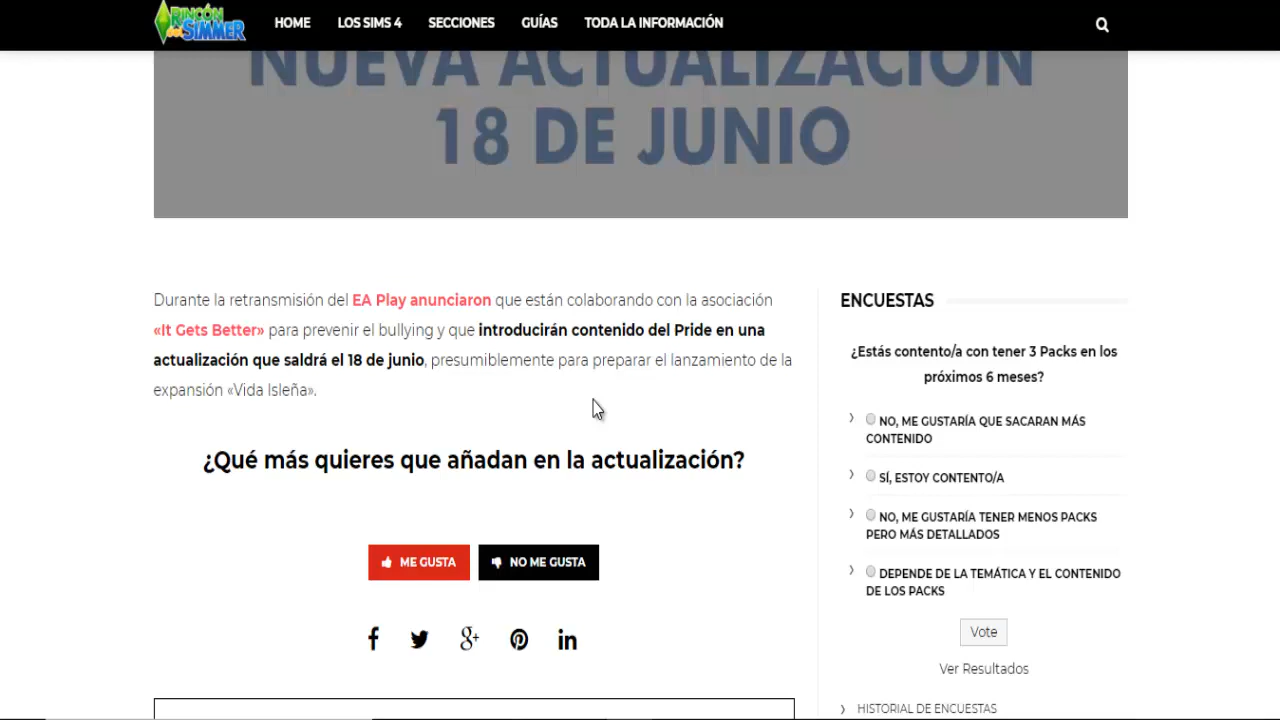 RINCÓN
del SIMMER
HOME LOS SIMS 4 SECCIONES GUÍAS TODA LA INFORMACIÓN
NUEVA ACTUALIZACIÓN
18 DE JUNIO
Durante la retransmisión del EA Play anunciaron que están colaborando con la asociación
«It Gets Better» para prevenir el bullying y que introducirán contenido del Pride en una
actualización que saldrá el 18 de junio, presumiblemente para preparar el lanzamiento de la
expansión «Vida Isleña».
¿Qué más quieres que añadan en la actualización?
ME GUSTA NO ME GUSTA
ENCUESTAS
¿Estás contento/a con tener 3 Packs en los
próximos 6 meses?
NO, ME GUSTARÍA QUE SACARAN MÁS
CONTENIDO
SÍ, ESTOY CONTENTO/A
NO, ME GUSTARÍA TENER MENOS PACKS
PERO MÁS DETALLADOS
DEPENDE DE LA TEMÁTICA Y EL CONTENIDO
DE LOS PACKS
Vote
Ver Resultados
HISTORIAL DE ENCUESTAS